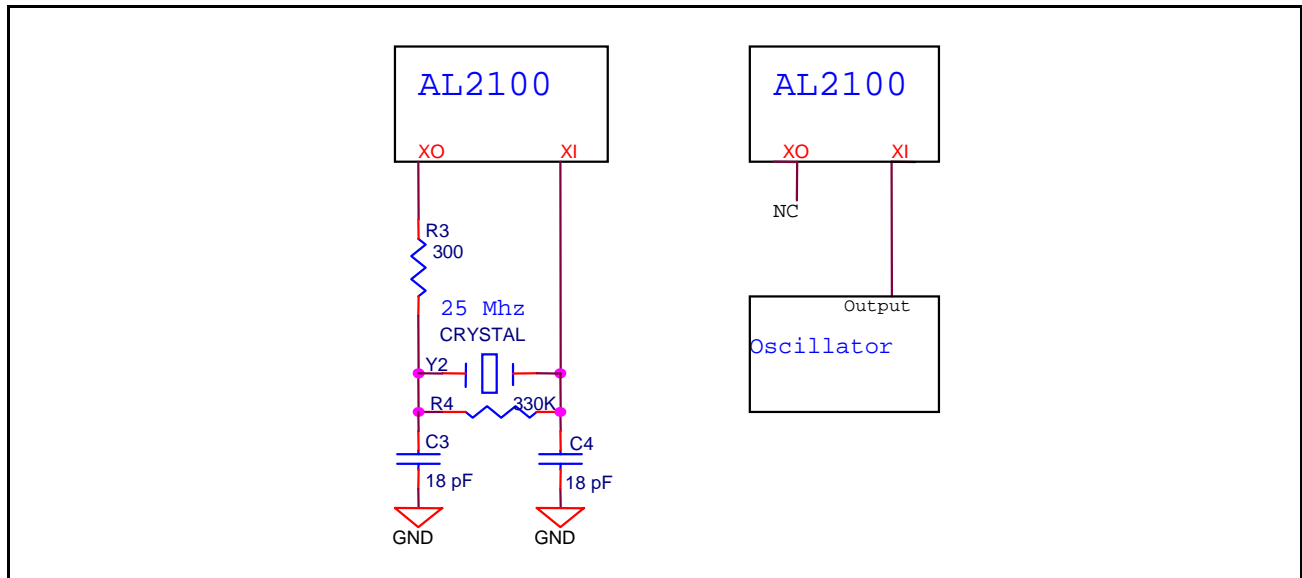 AL2100
XO XI
R3
300
25 Mhz
CRYSTAL
Y2
R4 330K
C3 C4
18 pF 18 pF
GND GND
AL2100
XO XI
NC
Output
Oscillator